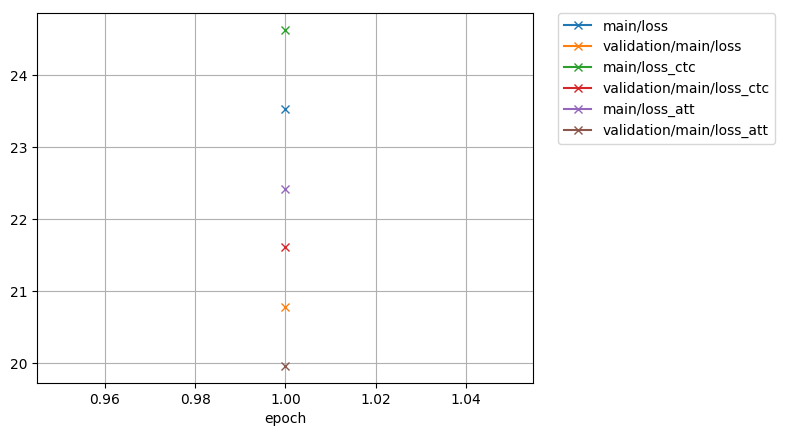 main/loss
validation/main/loss
main/loss_ctc
validation/main/loss_ctc
main/loss_att
validation/main/loss_att
24
23
22
21
20
0.96 0.98 1.00 1.02 1.04
epoch